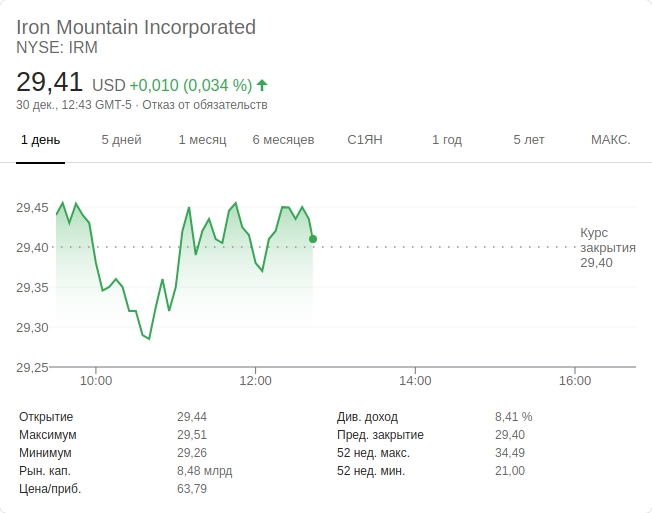 Iron Mountain Incorporated
NYSE: IRM
29,41 USD +0,010 (0,034 %)
30 дек., 12:43 GMT-5 · Отказ от обязательств
1 день 5 дней 1 месяц 6 месяцев С1ЯН 1 год 5 лет МАКС.
29,45
29,40
29,35
29,30
29,25
Курс
закрытия
29,40
10:00 12:00 14:00 16:00
Открытие 29,44 Див. доход 8,41 %
Максимум 29,51 Пред. закрытие 29,40
Минимум 29,26 52 нед. макс. 34,49
Рын. кап. 8,48 млрд 52 нед. мин. 21,00
Цена/приб. 63,79